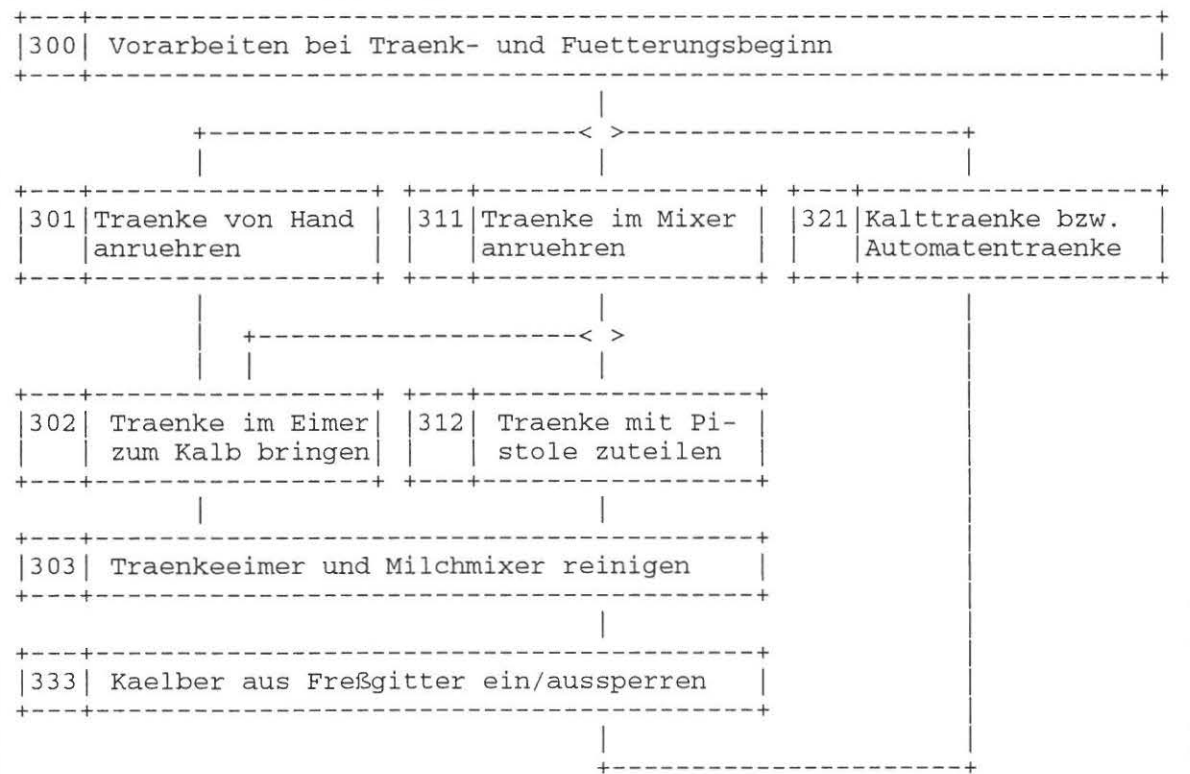 300 Vorarbeiten bei Traenk- und Fuetterungsbeginn
301 Traenke von Hand
anruehren
311 Traenke im Mixer
anruehren
321 Kalttraenke bzw.
Automatentraenke
302 Traenke im Eimer
zum Kalb bringen
312 Traenke mit Pi-
stole zuteilen
303 Traenkeeimer und Milchmixer reinigen
333 Kaelber aus Freßgitter ein/aussperren